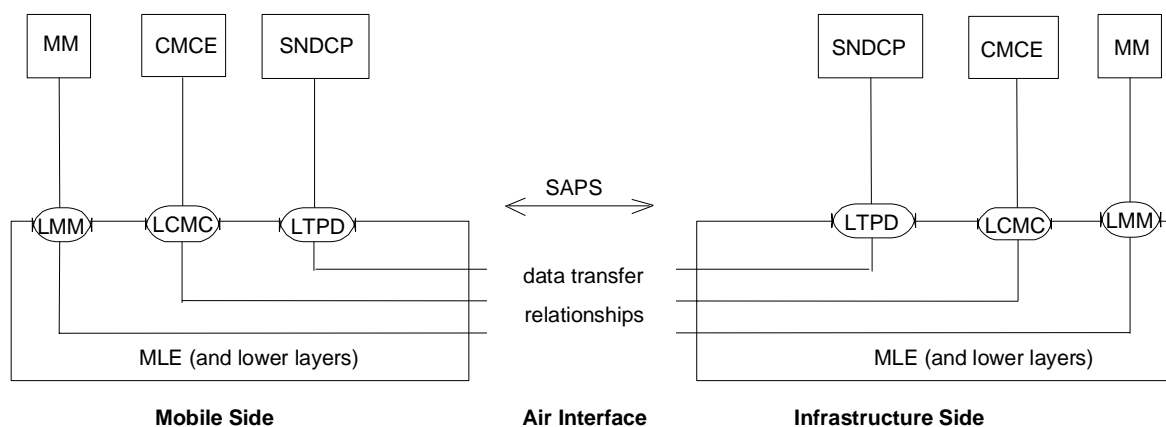 MM CMCE SNDCP SNDCP CMCE MM
SAPS
LMM LCMC LTPD LTPD LCMC LMM
data transfer
relationships
MLE (and lower layers) MLE (and lower layers)
Mobile Side Air Interface Infrastructure Side